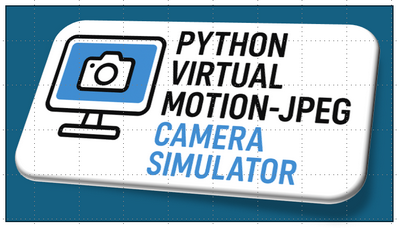 PYTHON
VIRTUAL
MOTION-JPEG
CAMERA
SIMULATOR